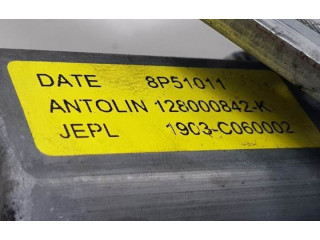 DATE 8P51011
ANTOLIN 128000842-K
JEPL 1903-C060002